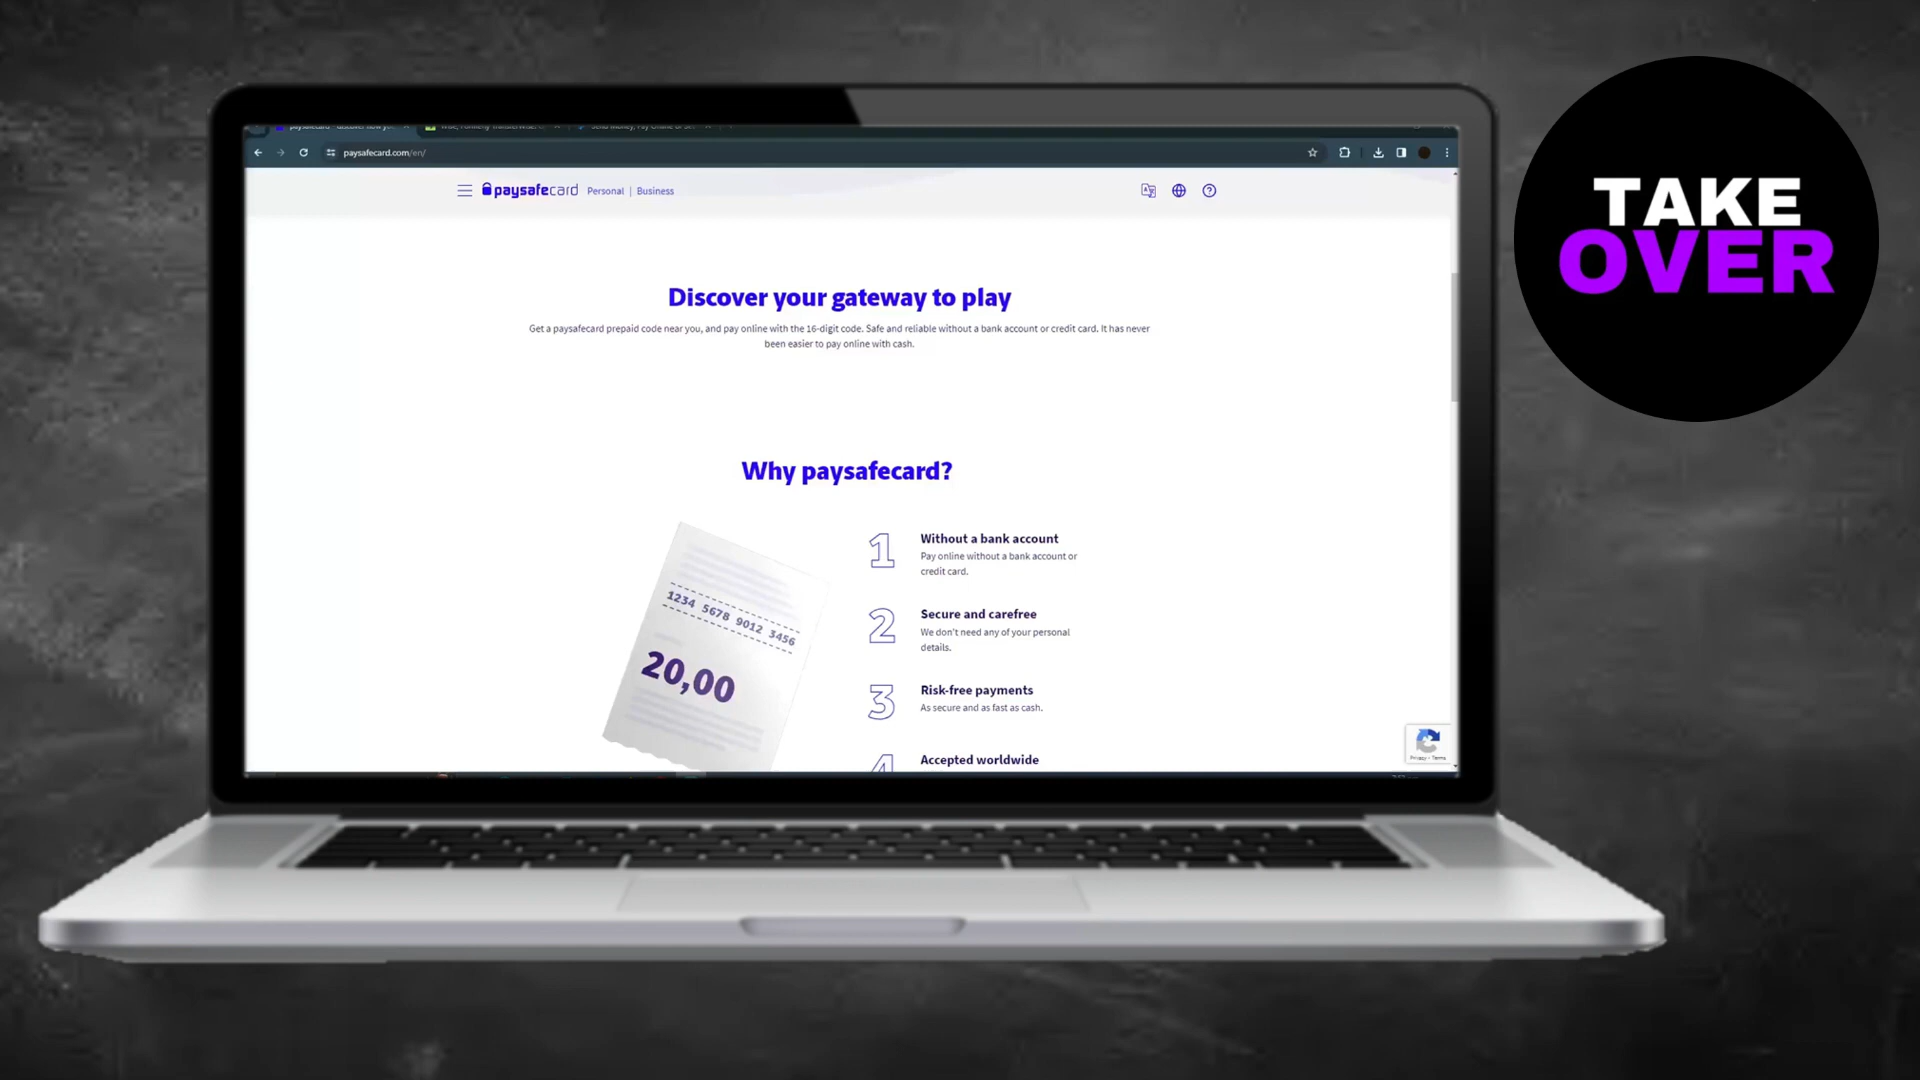 TAKE
OVER
paysafecard.com/en/
paysafecard Personal | Business
Discover your gateway to play
Get a paysafecard prepaid code near you, and pay online with the 16-digit code. Safe and reliable without a bank account or credit card. It has never
been easier to pay online with cash.
Why paysafecard?
1234 5678 9012 3456
20,00
1
Without a bank account
Pay online without a bank account or
credit card.
2
Secure and carefree
We don't need any of your personal
details.
3
Risk-free payments
As secure and as fast as cash.
4
Accepted worldwide
Privacy - Terms